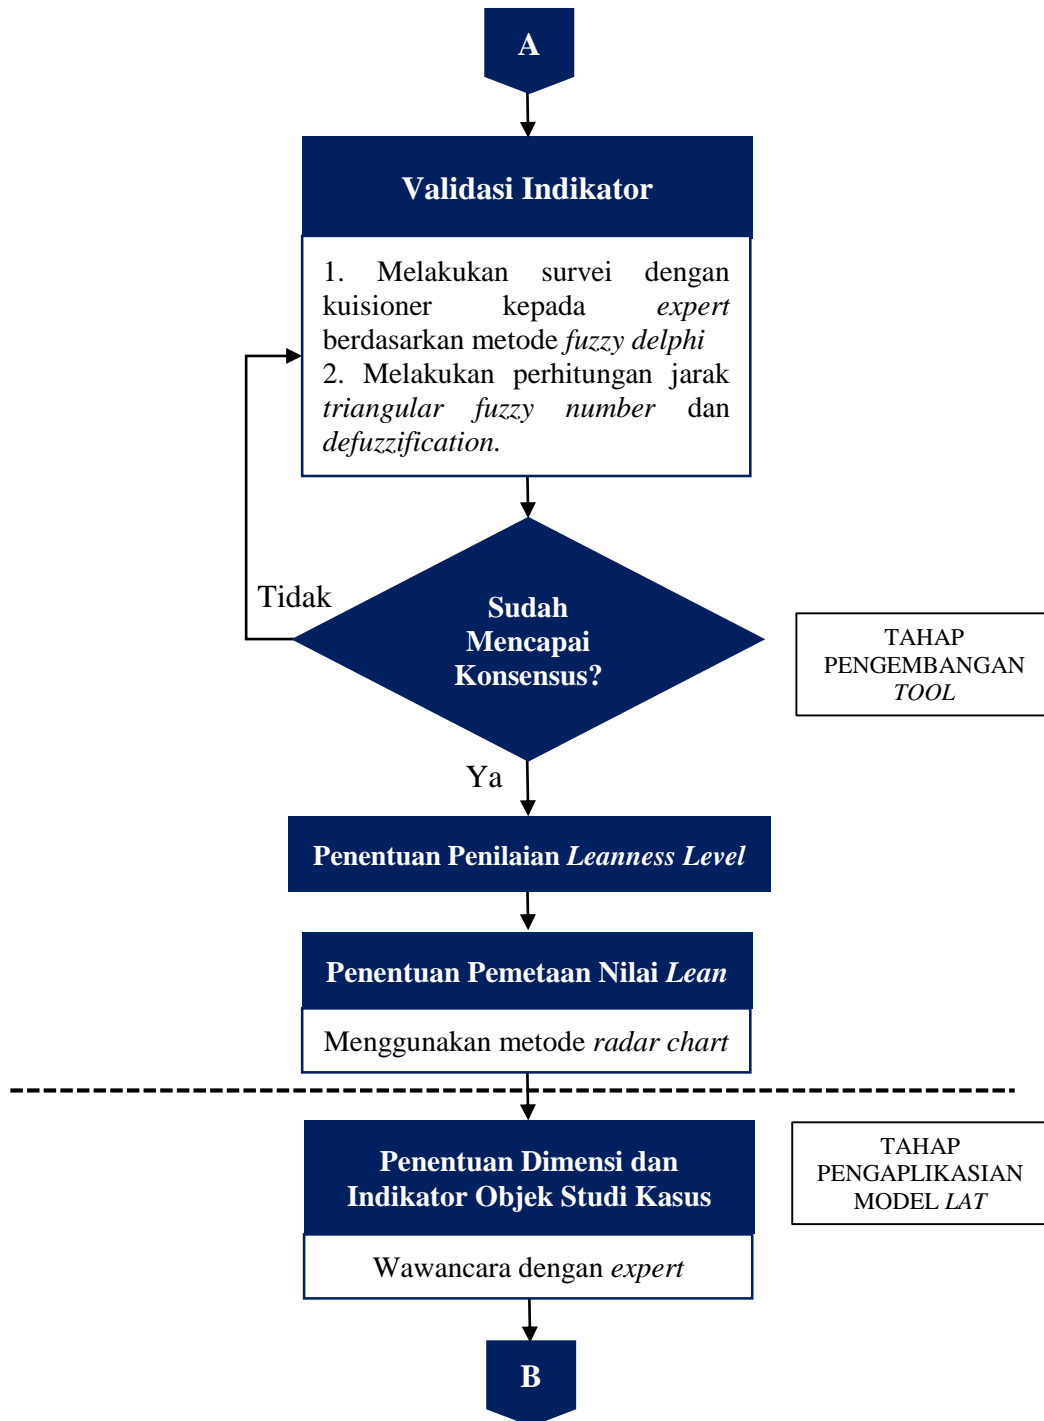 A
Validasi Indikator
1. Melakukan survei dengan
kuisioner kepada expert
berdasarkan metode fuzzy delphi
2. Melakukan perhitungan jarak
triangular fuzzy number dan
defuzzification.
Tidak
Sudah
Mencapai
Konsensus?
TAHAP
PENGEMBANGAN
TOOL
Ya
Penentuan Penilaian Leanness Level
Penentuan Pemetaan Nilai Lean
Menggunakan metode radar chart
Penentuan Dimensi dan
Indikator Objek Studi Kasus
TAHAP
PENGAPLIKASIAN
MODEL LAT
Wawancara dengan expert
B